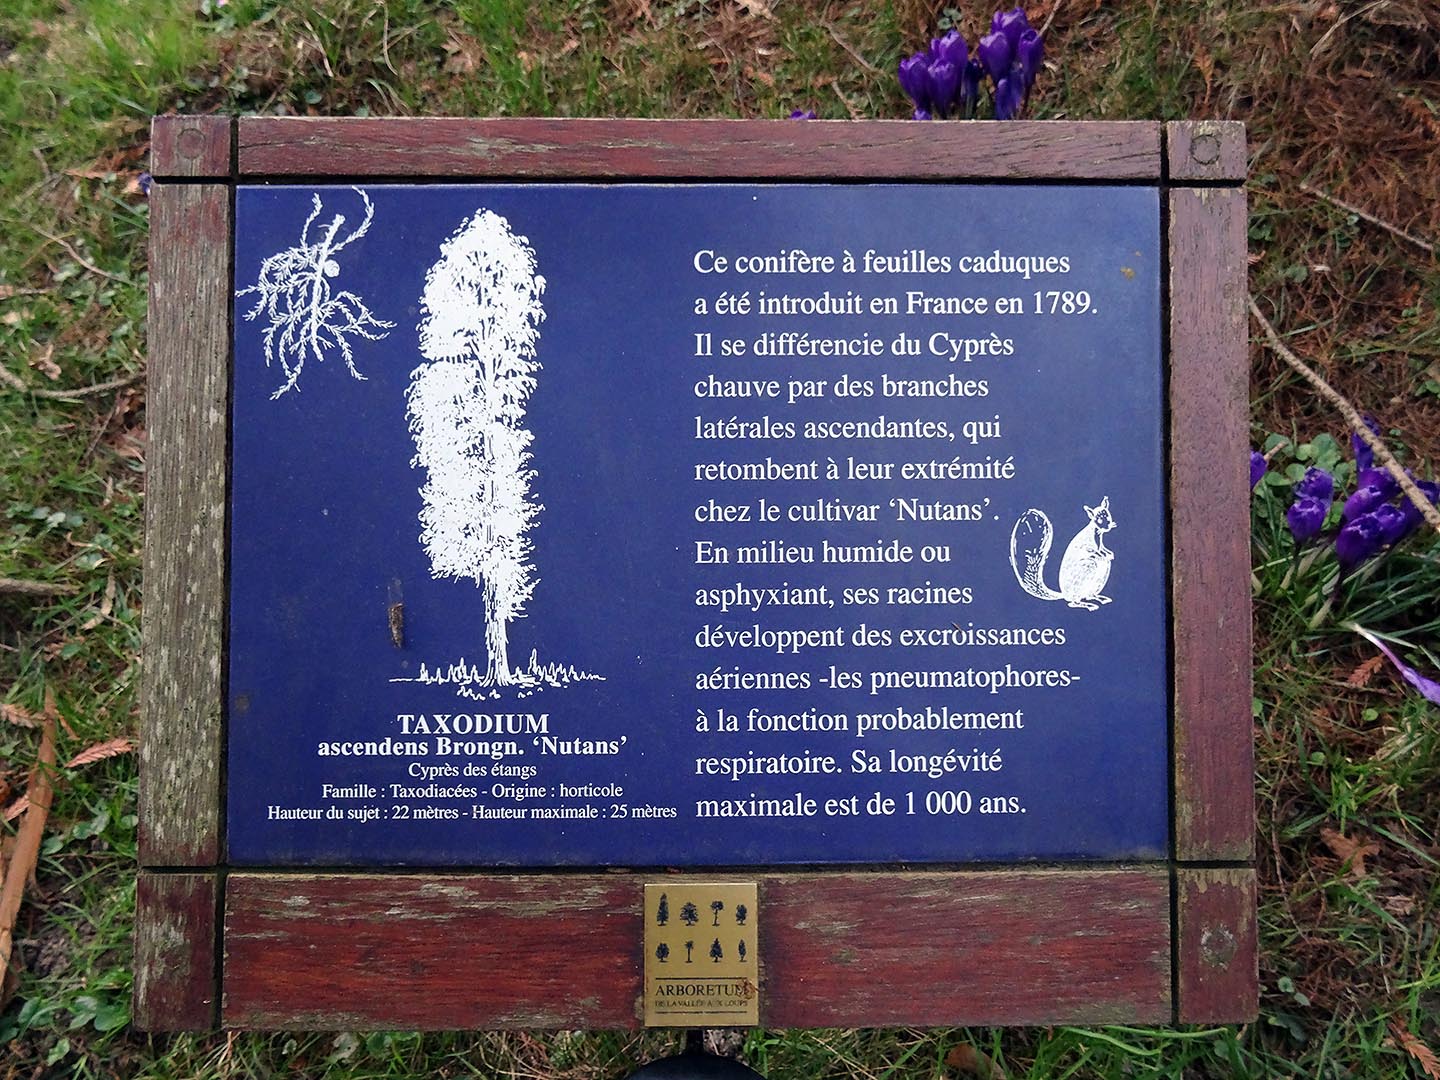 TAXODIUM
ascendens Brongn. ‘Nutans’
Cyprès des étangs
Famille : Taxodiacées - Origine : horticole
Hauteur du sujet : 22 mètres - Hauteur maximale : 25 mètres
Ce conifère à feuilles caduques
a été introduit en France en 1789.
Il se différencie du Cyprès
chauve par des branches
latérales ascendantes, qui
retombent à leur extrémité
chez le cultivar ‘Nutans’.
En milieu humide ou
asphyxiant, ses racines
développent des excroissances
aériennes -les pneumatophores-
à la fonction probablement
respiratoire. Sa longévité
maximale est de 1 000 ans.
ARBORETUM
DE LA VALLÉE AUX LOUPS